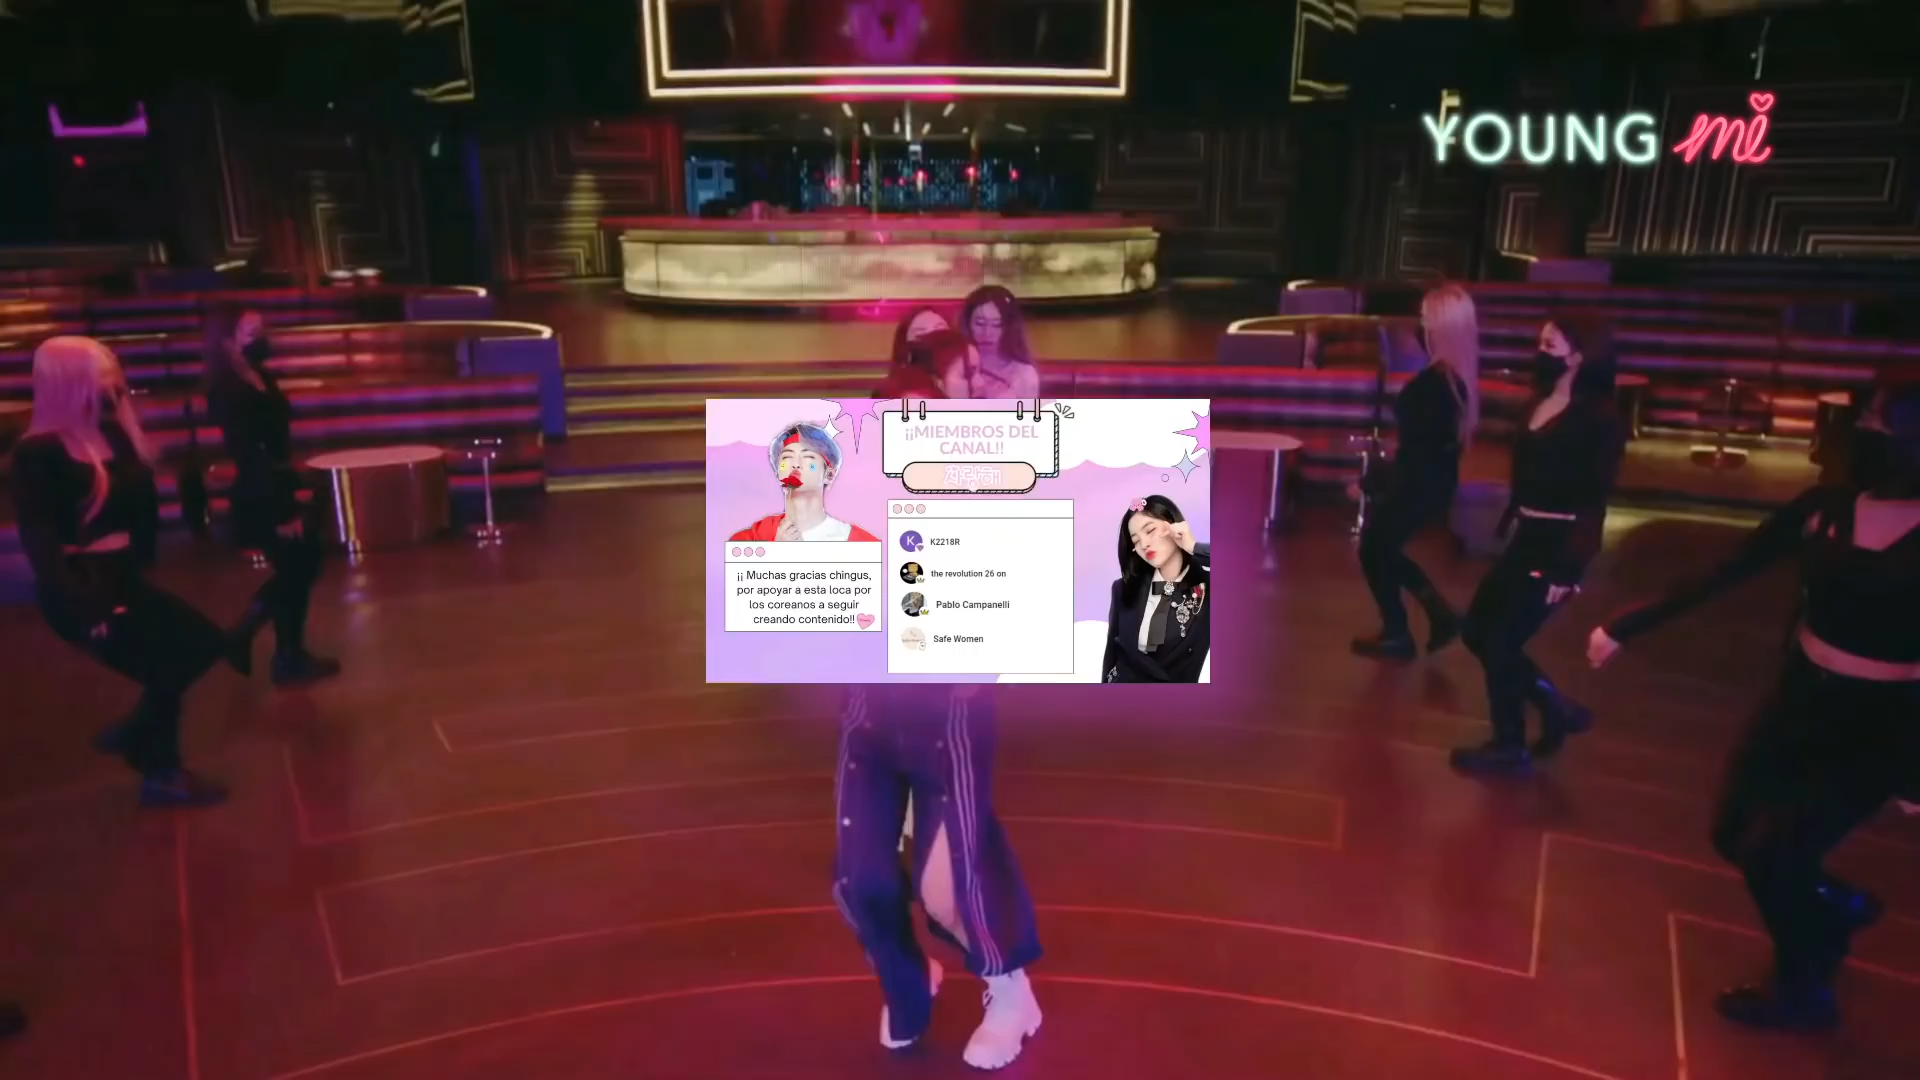 YOUNG mi
¡¡MIEMBROS DEL
CANAL!!
K2218R
the revolution 26 on
Pablo Campanelli
Safe Women
¡¡ Muchas gracias chingus,
por apoyar a esta loca por
los coreanos a seguir
creando contenido!!